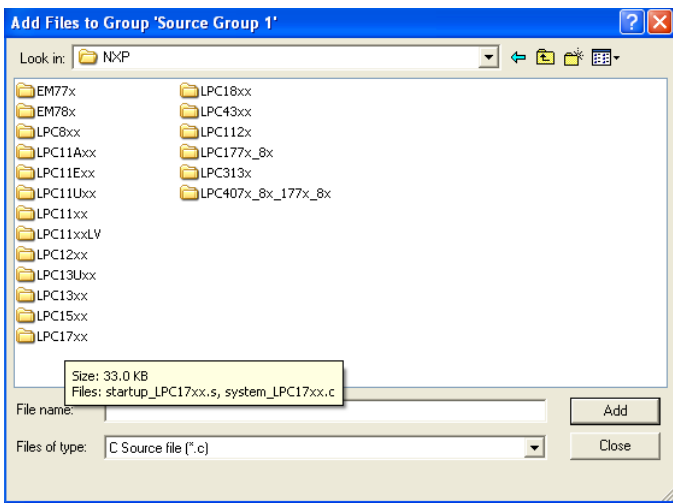 Add Files to Group 'Source Group 1'
Look in: NXP
EM77x
EM78x
LPC8xx
LPC11Axx
LPC11Exx
LPC11Uxx
LPC11xx
LPC11xxLV
LPC12xx
LPC13Uxx
LPC13xx
LPC15xx
LPC17xx
LPC18xx
LPC43xx
LPC112x
LPC177x_8x
LPC313x
LPC407x_8x_177x_8x
Size: 33.0 KB
Files: startup_LPC17xx.s, system_LPC17xx.c
File name:
Add
Files of type: C Source file (*.c)
Close